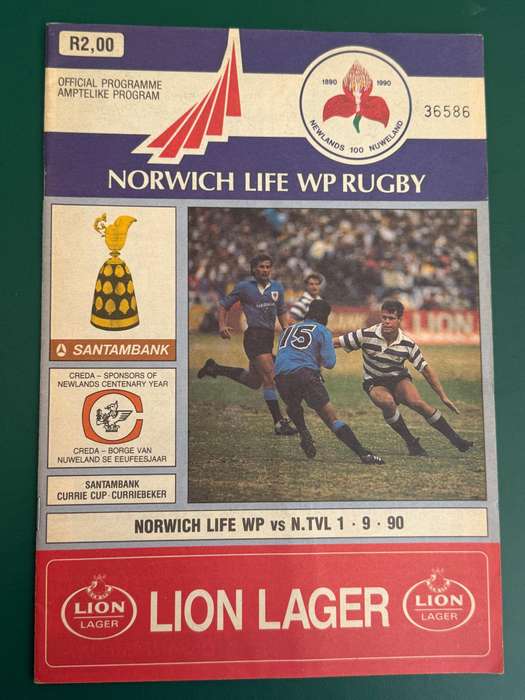 R2,00
OFFICIAL PROGRAMME
AMPTELIKE PROGRAM
1890 1990
NEWLANDS 100 NUWELAND
36586
NORWICH LIFE WP RUGBY
SANTAMBANK
CREDA – SPONSORS OF
NEWLANDS CENTENARY YEAR
C
CREDA – BORGE VAN
NUWELAND SE EEUFEESJAAR
SANTAMBANK
CURRIE CUP · CURRIEBEKER
15
LION
NORWICH LIFE WP vs N.TVL 1 · 9 · 90
LION
LAGER
LION LAGER
LION
LAGER